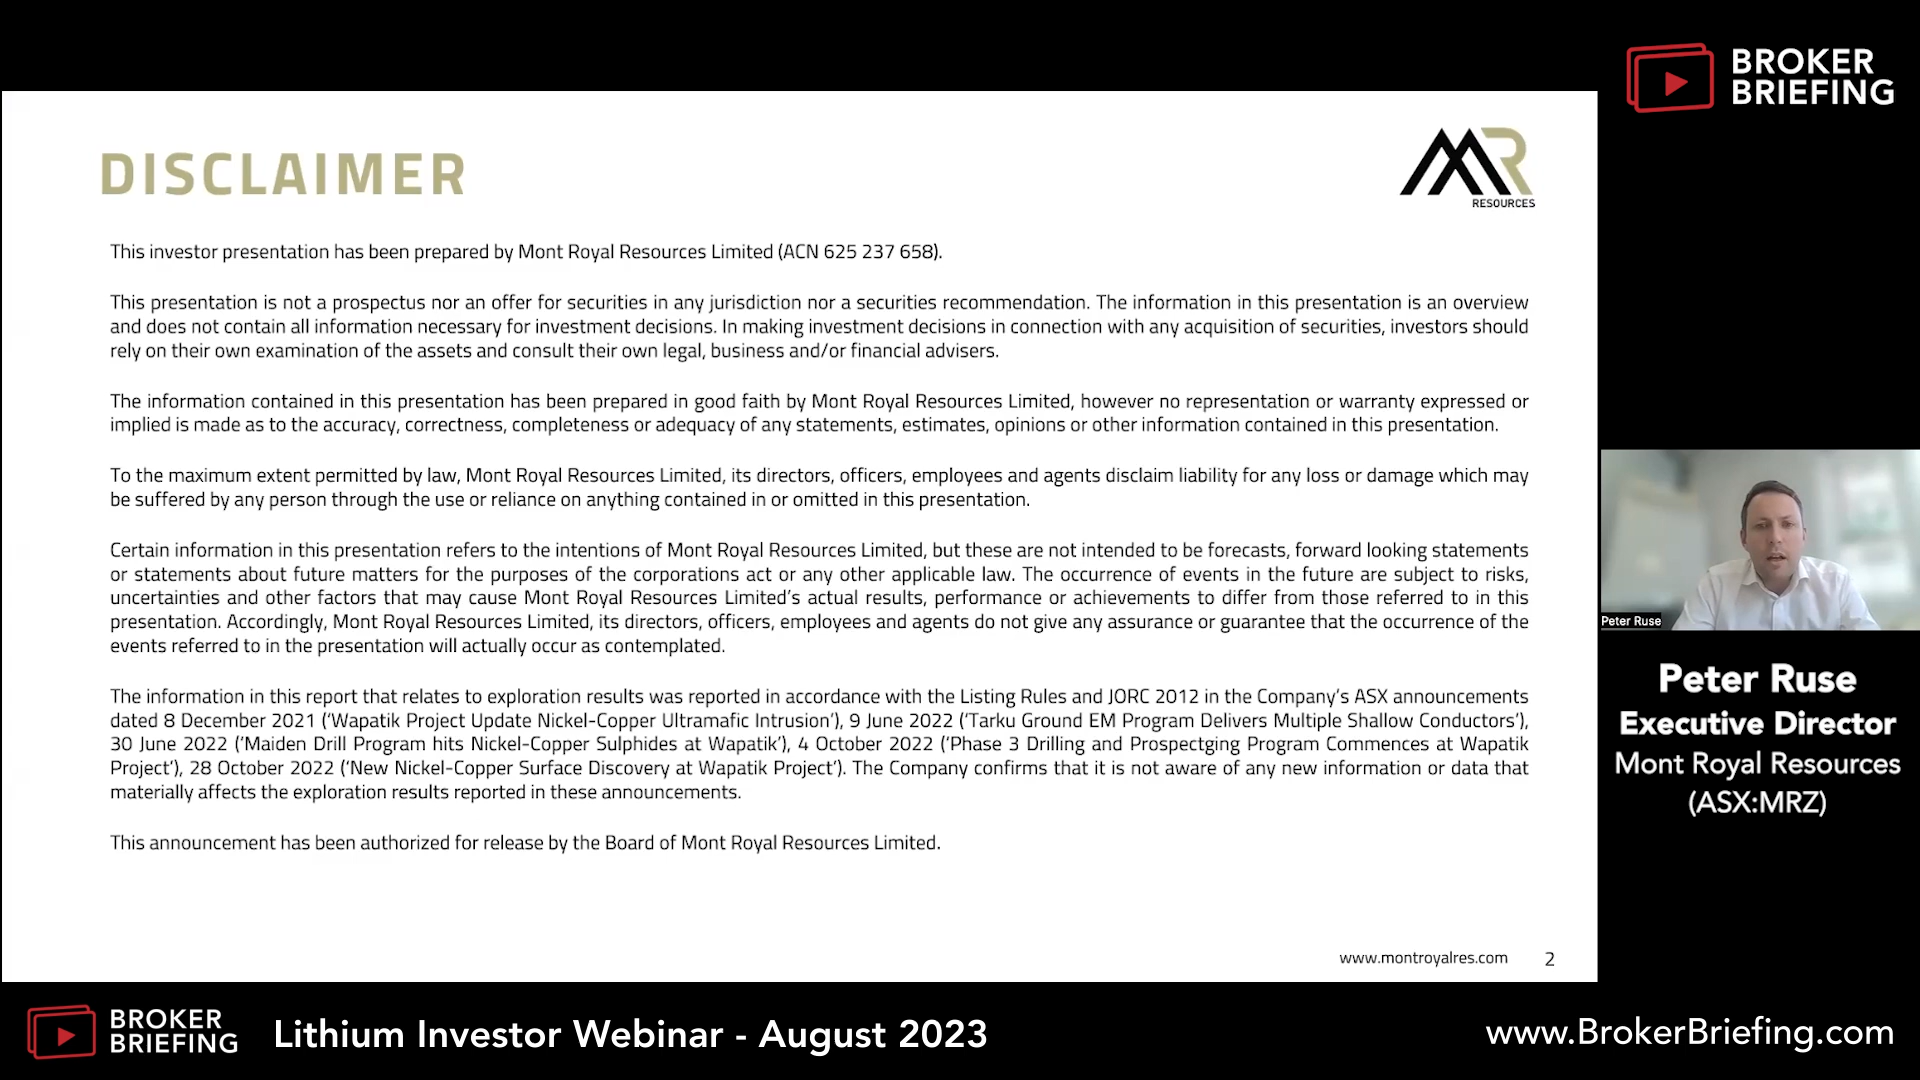 BROKER
BRIEFING
DISCLAIMER
MR
RESOURCES
This investor presentation has been prepared by Mont Royal Resources Limited (ACN 625 237 658).
This presentation is not a prospectus nor an offer for securities in any jurisdiction nor a securities recommendation. The information in this presentation is an overview
and does not contain all information necessary for investment decisions. In making investment decisions in connection with any acquisition of securities, investors should
rely on their own examination of the assets and consult their own legal, business and/or financial advisers.
The information contained in this presentation has been prepared in good faith by Mont Royal Resources Limited, however no representation or warranty expressed or
implied is made as to the accuracy, correctness, completeness or adequacy of any statements, estimates, opinions or other information contained in this presentation.
To the maximum extent permitted by law, Mont Royal Resources Limited, its directors, officers, employees and agents disclaim liability for any loss or damage which may
be suffered by any person through the use or reliance on anything contained in or omitted in this presentation.
Certain information in this presentation refers to the intentions of Mont Royal Resources Limited, but these are not intended to be forecasts, forward looking statements
or statements about future matters for the purposes of the corporations act or any other applicable law. The occurrence of events in the future are subject to risks,
uncertainties and other factors that may cause Mont Royal Resources Limited's actual results, performance or achievements to differ from those referred to in this
presentation. Accordingly, Mont Royal Resources Limited, its directors, officers, employees and agents do not give any assurance or guarantee that the occurrence of the
events referred to in the presentation will actually occur as contemplated.
The information in this report that relates to exploration results was reported in accordance with the Listing Rules and JORC 2012 in the Company's ASX announcements
dated 8 December 2021 ('Wapatik Project Update Nickel-Copper Ultramafic Intrusion'), 9 June 2022 ('Tarku Ground EM Program Delivers Multiple Shallow Conductors'),
30 June 2022 ('Maiden Drill Program hits Nickel-Copper Sulphides at Wapatik'), 4 October 2022 ('Phase 3 Drilling and Prospectging Program Commences at Wapatik
Project'), 28 October 2022 ('New Nickel-Copper Surface Discovery at Wapatik Project'). The Company confirms that it is not aware of any new information or data that
materially affects the exploration results reported in these announcements.
This announcement has been authorized for release by the Board of Mont Royal Resources Limited.
www.montroyalres.com 2
Peter Ruse
Peter Ruse
Executive Director
Mont Royal Resources
(ASX:MRZ)
BROKER
BRIEFING
Lithium Investor Webinar - August 2023
www.BrokerBriefing.com